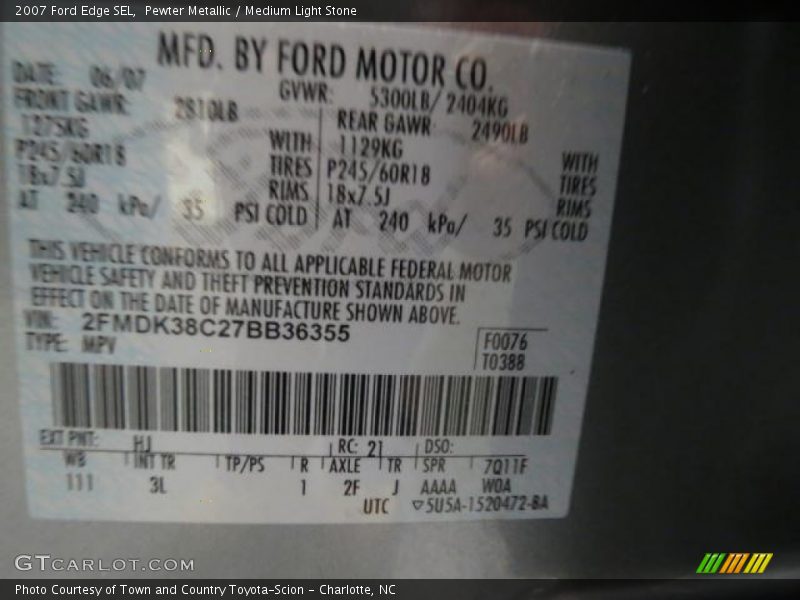 2007 Ford Edge SEL, Pewter Metallic / Medium Light Stone
MFD. BY FORD MOTOR CO.
DATE: 06/07
GVWR: 5300LB/ 2404KG
FRONT GAWR: 2810LB
REAR GAWR: 2490LB
1275KG WITH
1129KG WITH
P245/60R18 TIRES
P245/60R18 TIRES
18x7.5J RIMS
18x7.5J RIMS
AT 240 kPa/ 35 PSI COLD
AT 240 kPa/ 35 PSI COLD
THIS VEHICLE CONFORMS TO ALL APPLICABLE FEDERAL MOTOR
VEHICLE SAFETY AND THEFT PREVENTION STANDARDS IN
EFFECT ON THE DATE OF MANUFACTURE SHOWN ABOVE.
VIN: 2FMDK38C27BB36355
TYPE: MPV
F0076
T0388
EXT PNT: HJ RC: 21 DSO:
WB INT TR TP/PS R AXLE TR SPR 7Q11F
111 3L 1 2F J AAAA W0A
UTC ▽5U5A-1520472-BA
GTCARLOT.COM
Photo Courtesy of Town and Country Toyota-Scion - Charlotte, NC